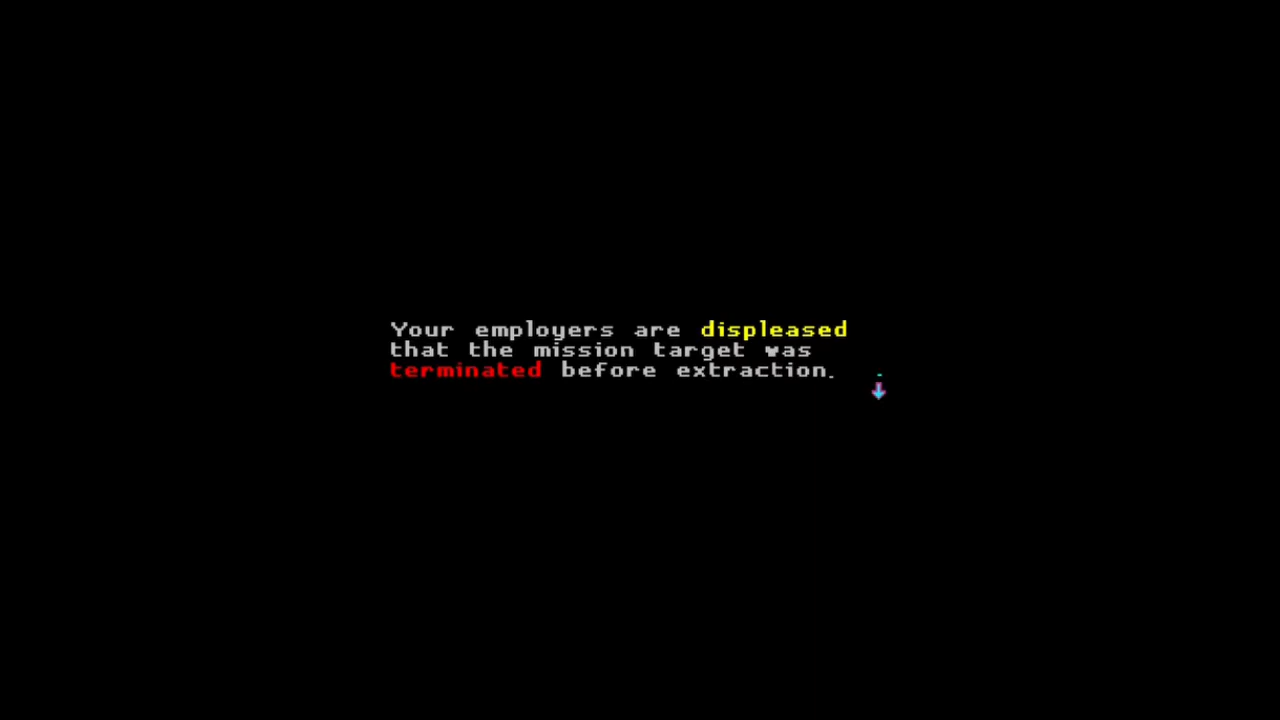 Your employers are displeased
that the mission target was
terminated before extraction.